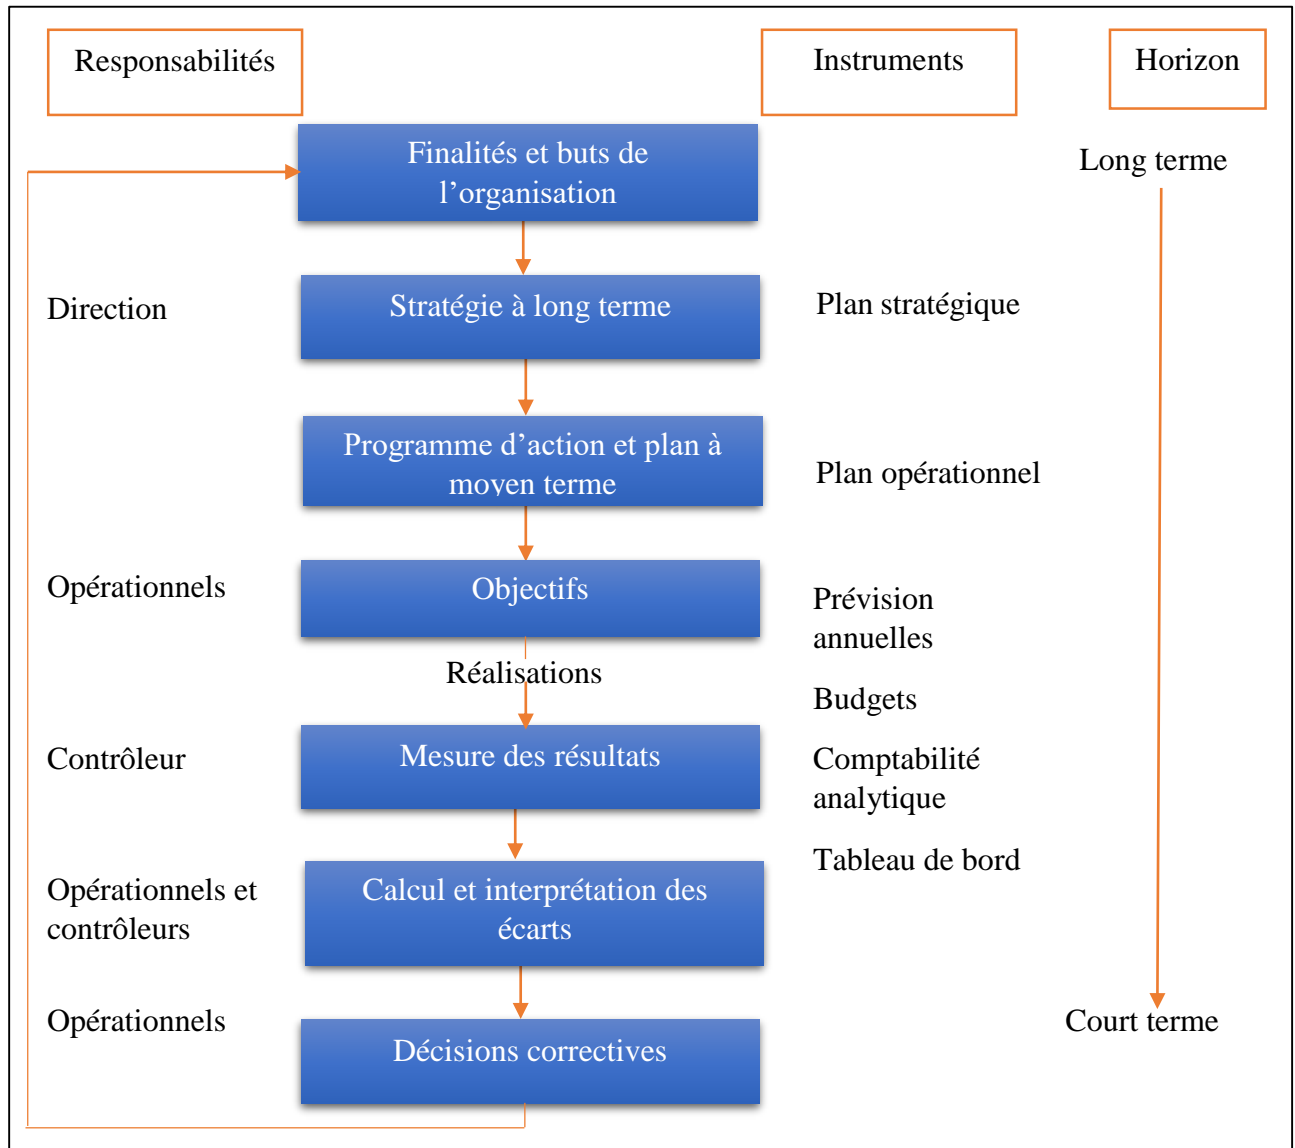 Responsabilités
Instruments
Horizon
Finalités et buts de
l’organisation
Long terme
Direction
Stratégie à long terme
Plan stratégique
Programme d’action et plan à
moyen terme
Plan opérationnel
Opérationnels
Objectifs
Prévision
annuelles
Réalisations
Budgets
Contrôleur
Mesure des résultats
Comptabilité
analytique
Tableau de bord
Opérationnels et
contrôleurs
Calcul et interprétation des
écarts
Opérationnels
Court terme
Décisions correctives